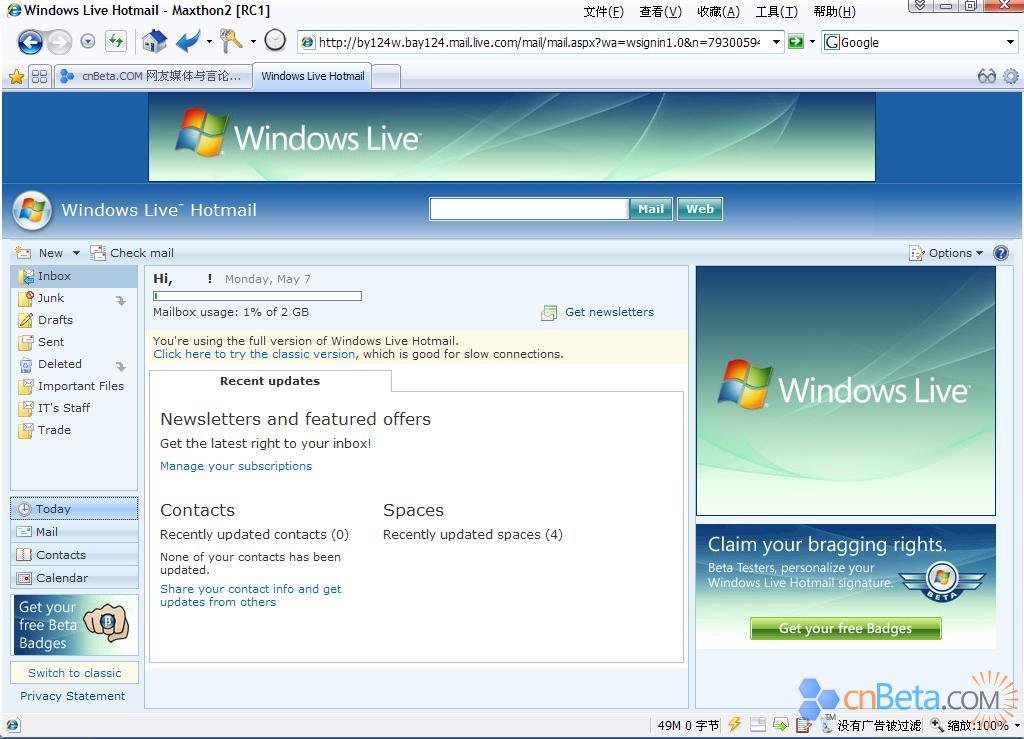 Windows Live Hotmail - Maxthon2 [RC1]
文件(F) 查看(V) 收藏(A) 工具(T) 帮助(H)
http://by124w.bay124.mail.live.com/mail/mail.aspx?wa=wsignin1.0&n=79300594
Google
cnBeta.COM 网友媒体与言论...
Windows Live Hotmail
Windows Live™
Windows Live™ Hotmail
Mail
Web
New
Check mail
Options
Inbox
Junk
Drafts
Sent
Deleted
Important Files
IT's Staff
Trade
Today
Mail
Contacts
Calendar
Get your
free Beta
Badges
BETA
Switch to classic
Privacy Statement
Hi, ! Monday, May 7
Mailbox usage: 1% of 2 GB
Get newsletters
You're using the full version of Windows Live Hotmail.
Click here to try the classic version, which is good for slow connections.
Recent updates
Newsletters and featured offers
Get the latest right to your inbox!
Manage your subscriptions
Contacts
Recently updated contacts (0)
None of your contacts has been
updated.
Share your contact info and get
updates from others
Spaces
Recently updated spaces (4)
Windows Live™
Claim your bragging rights.
Beta Testers, personalize your
Windows Live Hotmail signature.
BETA
Get your free Badges
cnBeta.COM
TM
49M 0 字节
没有广告被过滤
缩放:100%